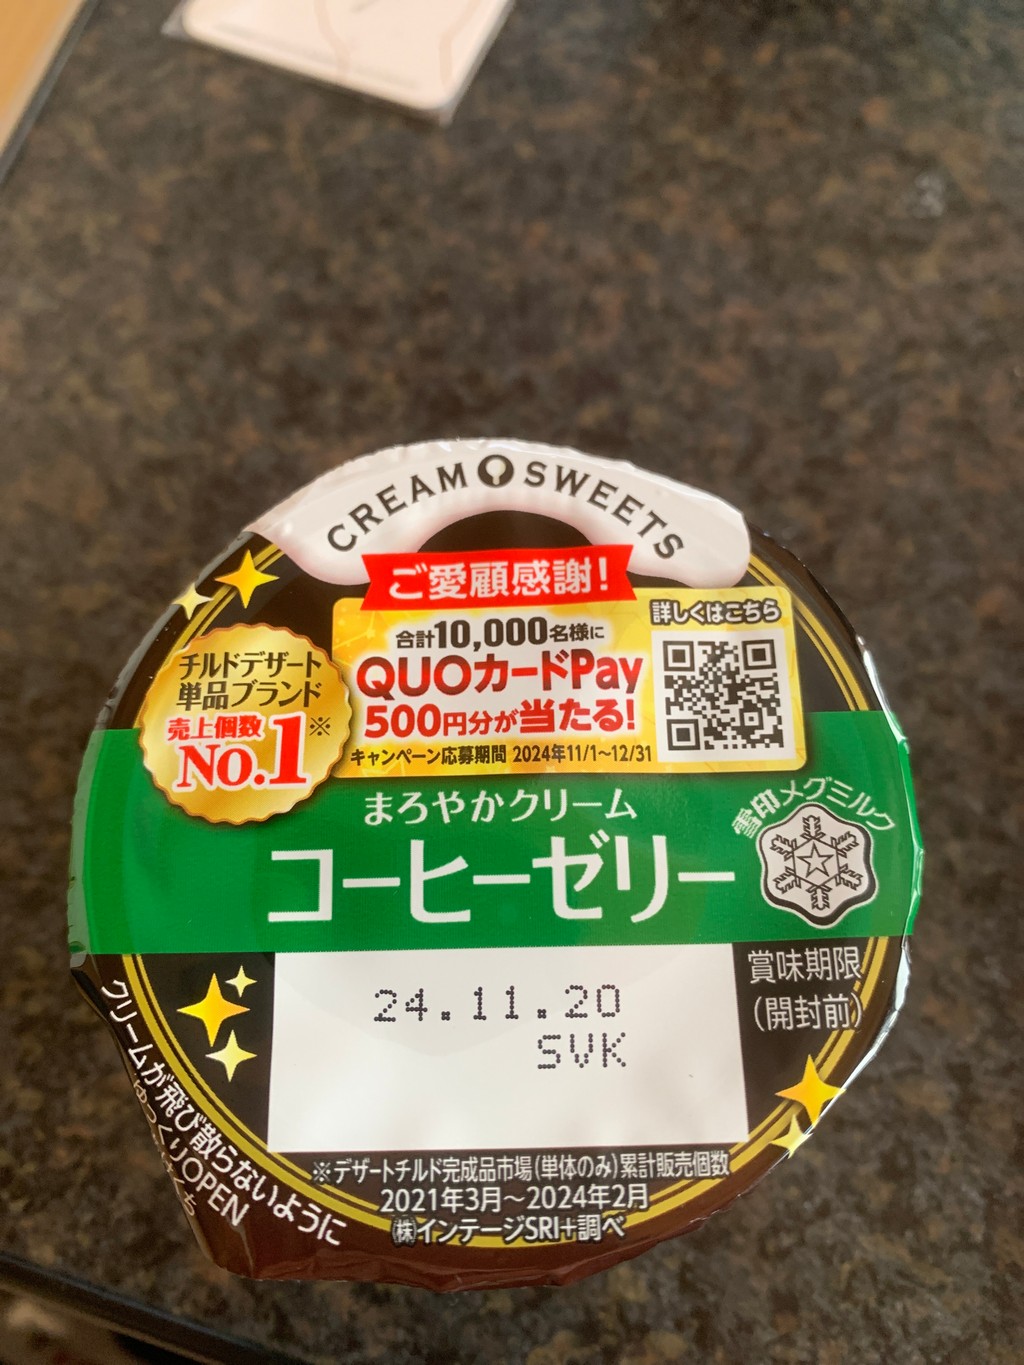 CREAM SWEETS
ご愛顧感謝!
詳しくはこちら
合計10,000名様に
QUOカードPay
500円分が当たる!
キャンペーン応募期間 2024年11/1〜12/31
チルドデザート
単品ブランド
売上個数※
No.1
まろやかクリーム
コーヒーゼリー
雪印メグミルク
賞味期限
(開封前)
24.11.20
SVK
クリームが飛び散らないように
ゆっくりOPEN
※デザートチルド完成品市場(単体のみ)累計販売個数
2021年3月〜2024年2月
㈱インテージSRI+調べ